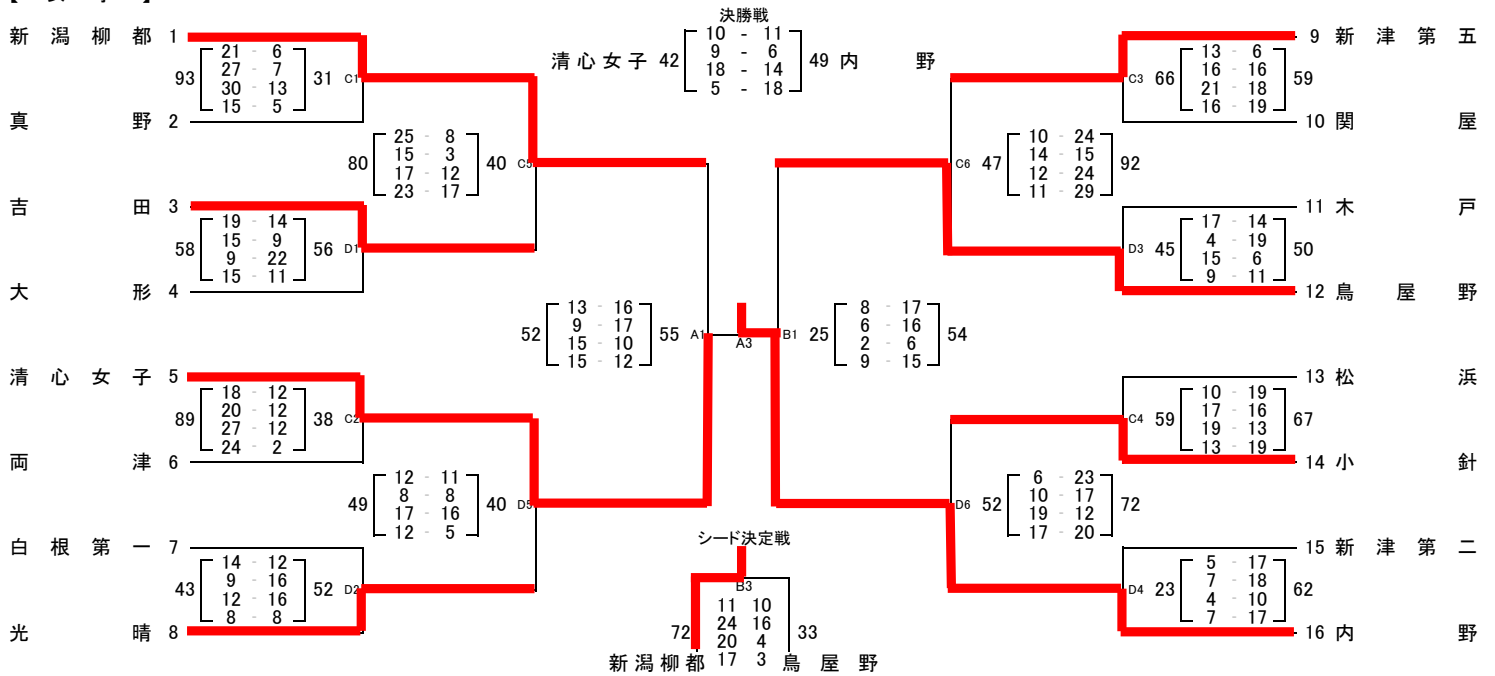 決勝戦
清心女子 42 49 内野
10 - 11
9 - 6
18 - 14
5 - 18
新潟柳都 1
93 31 C1
21 - 6
27 - 7
30 - 13
15 - 5
真野 2
80 40 C5
25 - 8
15 - 3
17 - 12
23 - 17
吉田 3
58 56 D1
19 - 14
15 - 9
9 - 22
15 - 11
大形 4
52 55 A1
13 - 16
9 - 17
15 - 10
15 - 12
清心女子 5
89 38 C2
18 - 12
20 - 12
27 - 12
24 - 2
両津 6
49 40 D5
12 - 11
8 - 8
17 - 16
12 - 5
白根第一 7
43 52 D2
14 - 12
9 - 16
12 - 16
8 - 8
光晴 8
A3
9 新津第五
C3 66 59
13 - 6
16 - 16
21 - 18
16 - 19
10 関屋
C6 47 92
10 - 24
14 - 15
12 - 24
11 - 29
11 木戸
D3 45 50
17 - 14
4 - 19
15 - 6
9 - 11
12 鳥屋野
B1 25 54
8 - 17
6 - 16
2 - 6
9 - 15
13 松浜
C4 59 67
10 - 19
17 - 16
19 - 13
13 - 19
14 小針
D6 52 72
6 - 23
10 - 17
19 - 12
17 - 20
15 新津第二
D4 23 62
5 - 17
7 - 18
4 - 10
7 - 17
16 内野
シード決定戦
B3
72 33
11 10
24 16
20 4
17 3
新潟柳都 鳥屋野